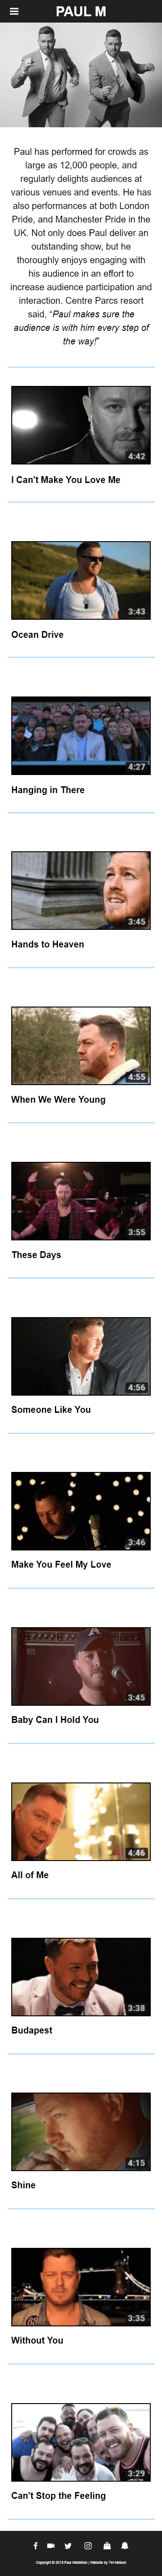 PAUL M
Paul has performed for crowds as
large as 12,000 people, and
regularly delights audiences at
various venues and events. He has
also performances at both London
Pride, and Manchester Pride in the
UK. Not only does Paul deliver an
outstanding show, but he
thoroughly enjoys engaging with
his audience in an effort to
increase audience participation and
interaction. Centre Parcs resort
said, “Paul makes sure the
audience is with him every step of
the way!”
4:42
I Can't Make You Love Me
3:43
Ocean Drive
4:27
Hanging in There
3:45
Hands to Heaven
4:55
When We Were Young
3:55
These Days
4:56
Someone Like You
3:46
Make You Feel My Love
3:45
Baby Can I Hold You
4:46
All of Me
3:38
Budapest
4:15
Shine
3:35
Without You
3:29
Can't Stop the Feeling
Copyright © 2019 Paul Middleton | Website by Tim Nelson